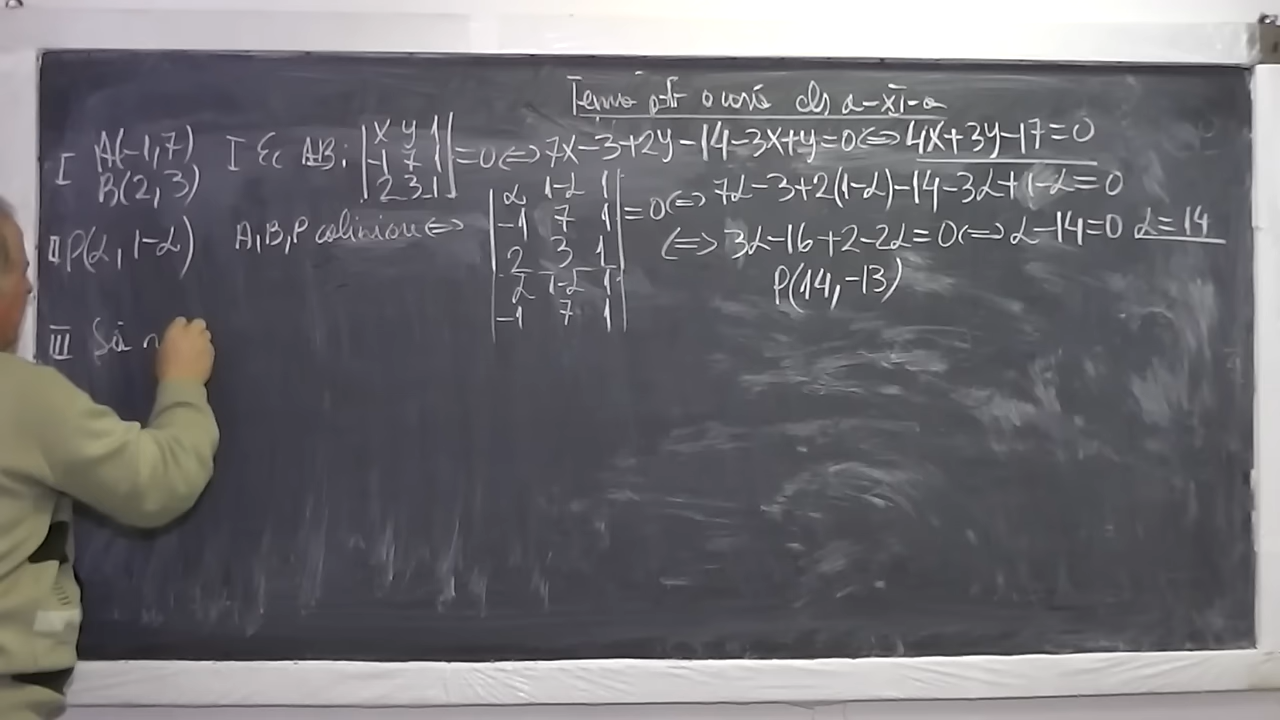 Temă pt acasă cls a-XI-a
I A(-1,7) I Ec AB: |x y 1| =0⇔7x-3+2y-14-3x+y=0⇔4x+3y-17=0
B(2,3) |-1 7 1|
|2 3 1|
II P(α,1-α) A,B,P coliniare⇔ |α 1-α 1| =0⇔7α-3+2(1-α)-14-3α+1-α=0
|-1 7 1| ⇔3α-16+2-2α=0⇔α-14=0 α=14
|2 3 1| P(14,-13)
α 1-α 1
-1 7 1
III Să